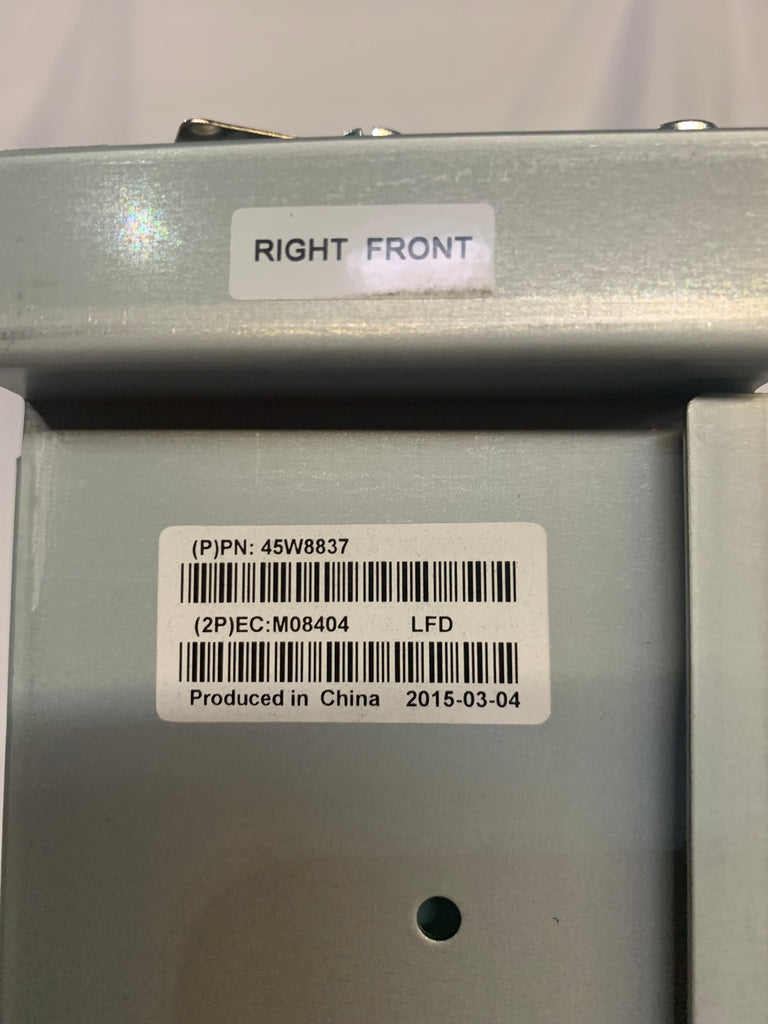 RIGHT FRONT
(P)PN: 45W8837
(2P)EC:M08404 LFD
Produced in China 2015-03-04